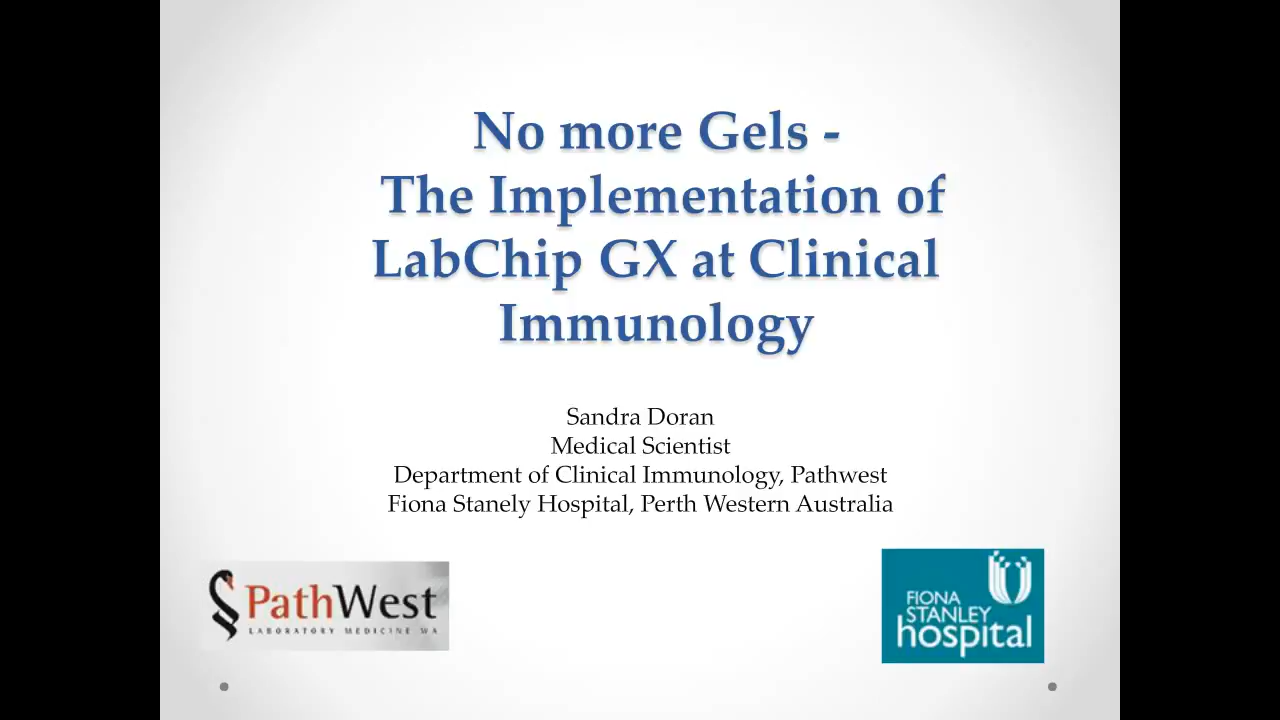 No more Gels -
The Implementation of
LabChip GX at Clinical
Immunology
Sandra Doran
Medical Scientist
Department of Clinical Immunology, Pathwest
Fiona Stanely Hospital, Perth Western Australia
PathWest
LABORATORY MEDICINE WA
FIONA
STANLEY
hospital